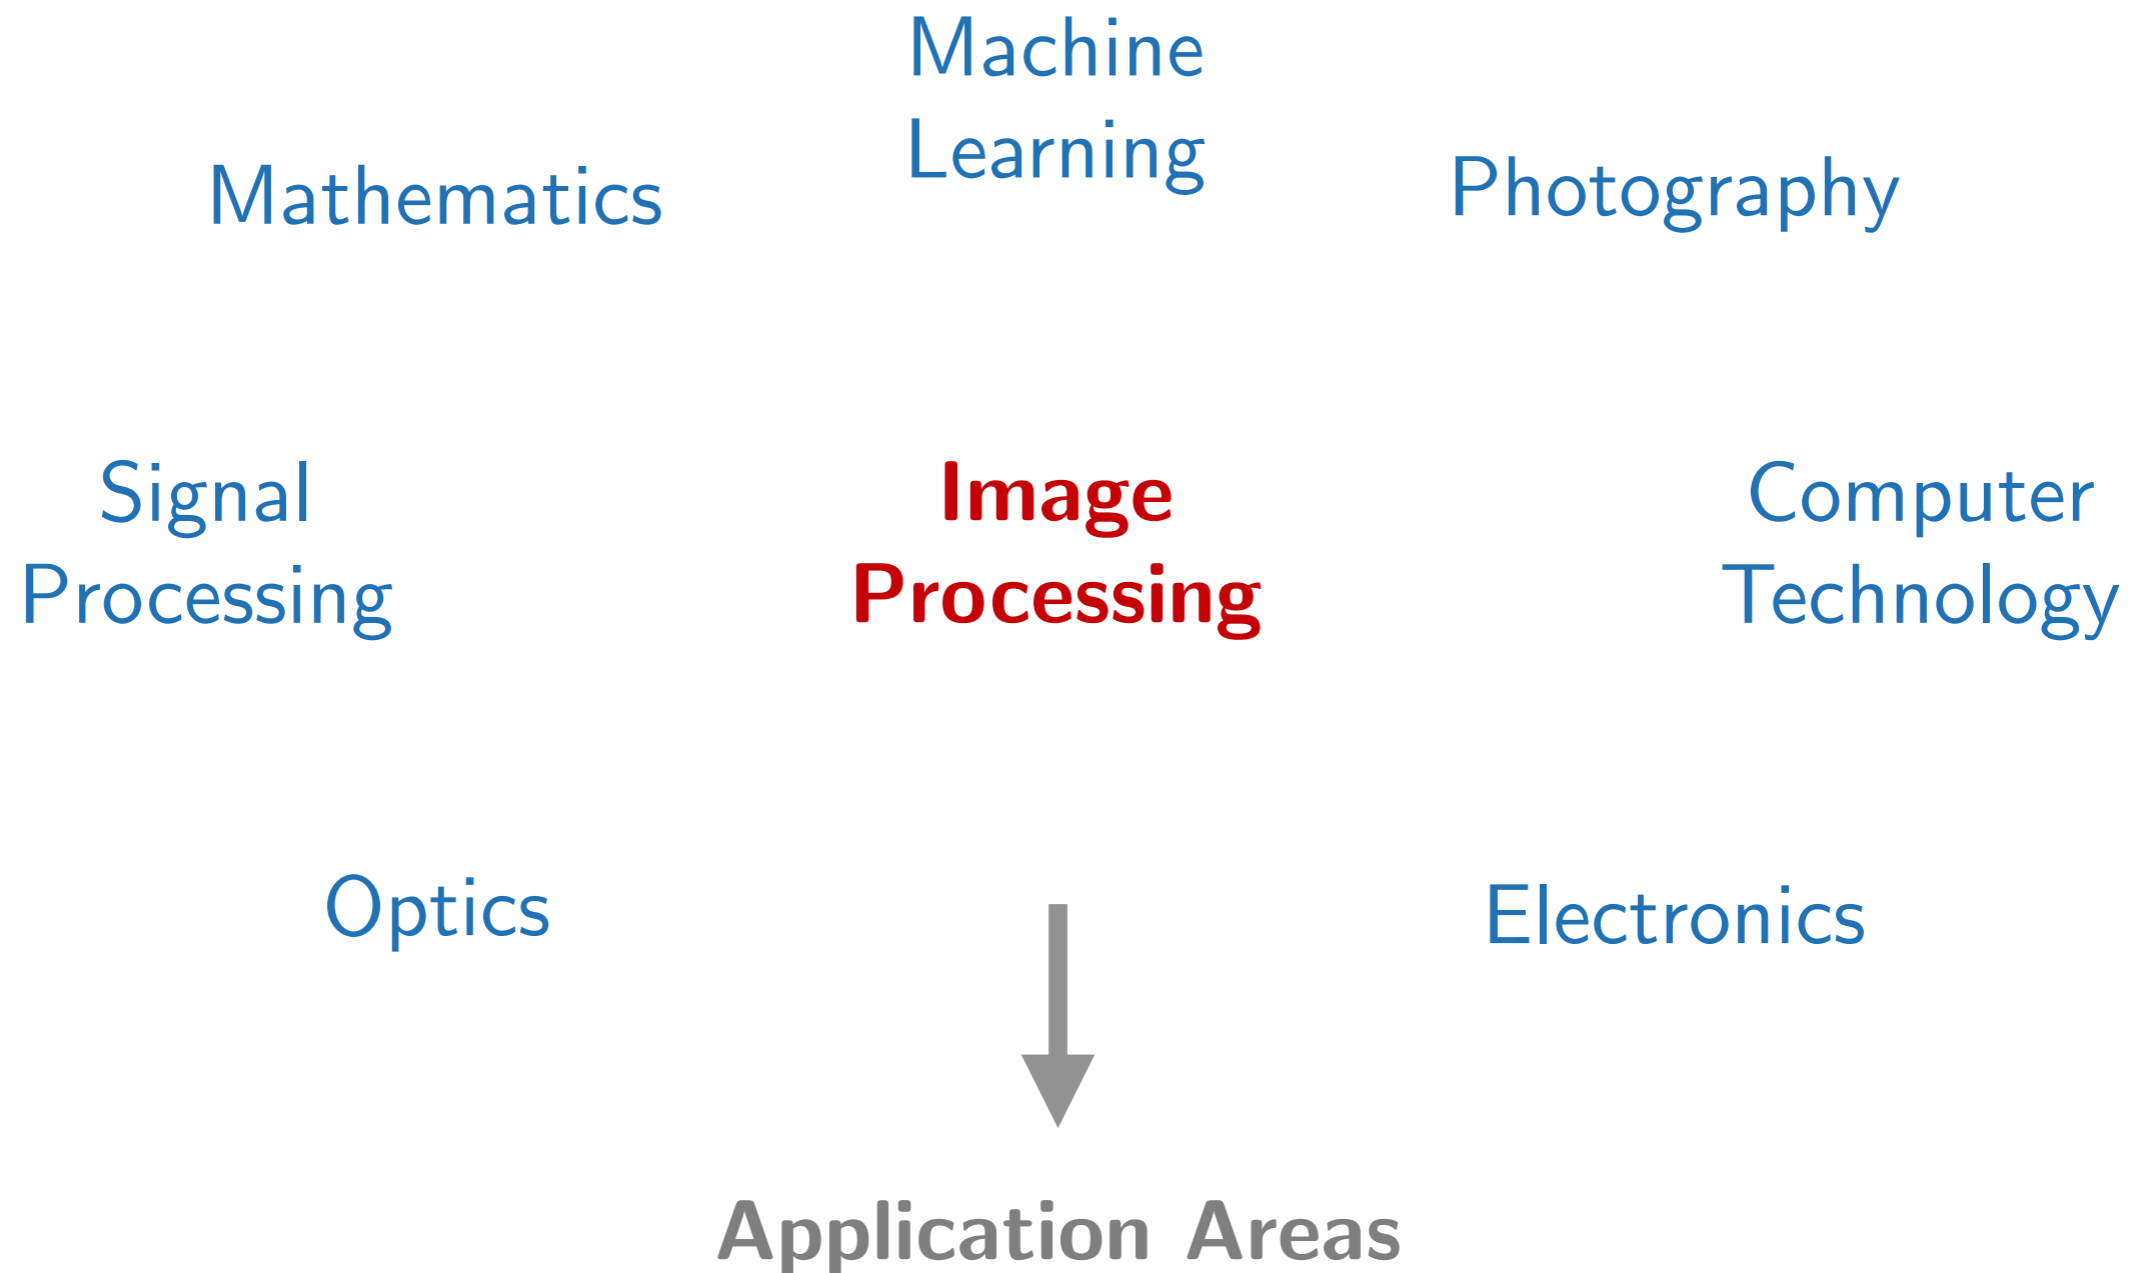 Machine
Learning
Mathematics
Photography
Signal
Processing
Image
Processing
Computer
Technology
Optics
Electronics
Application Areas